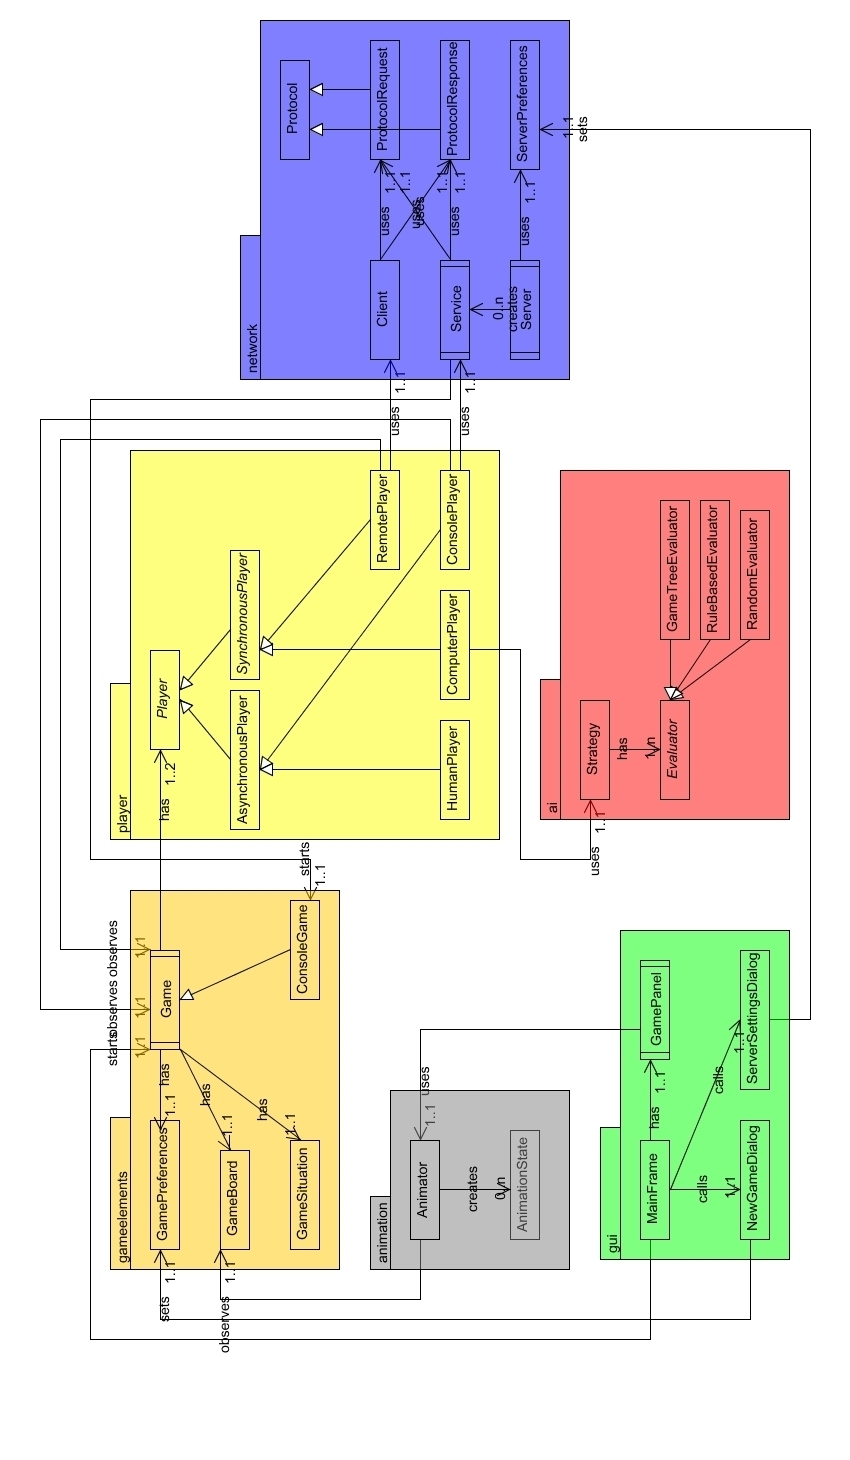 network
Protocol
ProtocolRequest
ProtocolResponse
ServerPreferences
1..1
sets
1..1
1..1
1..1
1..1
1..1
uses
uses
uses
uses
uses
Client
Service
Server
0..n
creates
1..1
1..1
uses
uses
player
Player
SynchronousPlayer
AsynchronousPlayer
RemotePlayer
ConsolePlayer
ComputerPlayer
HumanPlayer
1..2
has
ai
Strategy
Evaluator
GameTreeEvaluator
RuleBasedEvaluator
RandomEvaluator
has
1..n
1..1
uses
starts
1..1
gameelements
Game
ConsoleGame
GamePreferences
GameBoard
GameSituation
observes
observes
starts
1..1
1..1
1..1
has
1..1
has
1..1
has
1..1
sets
1..1
observes
1..1
animation
Animator
AnimationState
uses
1..1
creates
0..n
gui
GamePanel
ServerSettingsDialog
MainFrame
NewGameDialog
has
1..1
calls
1..1
calls
1..1